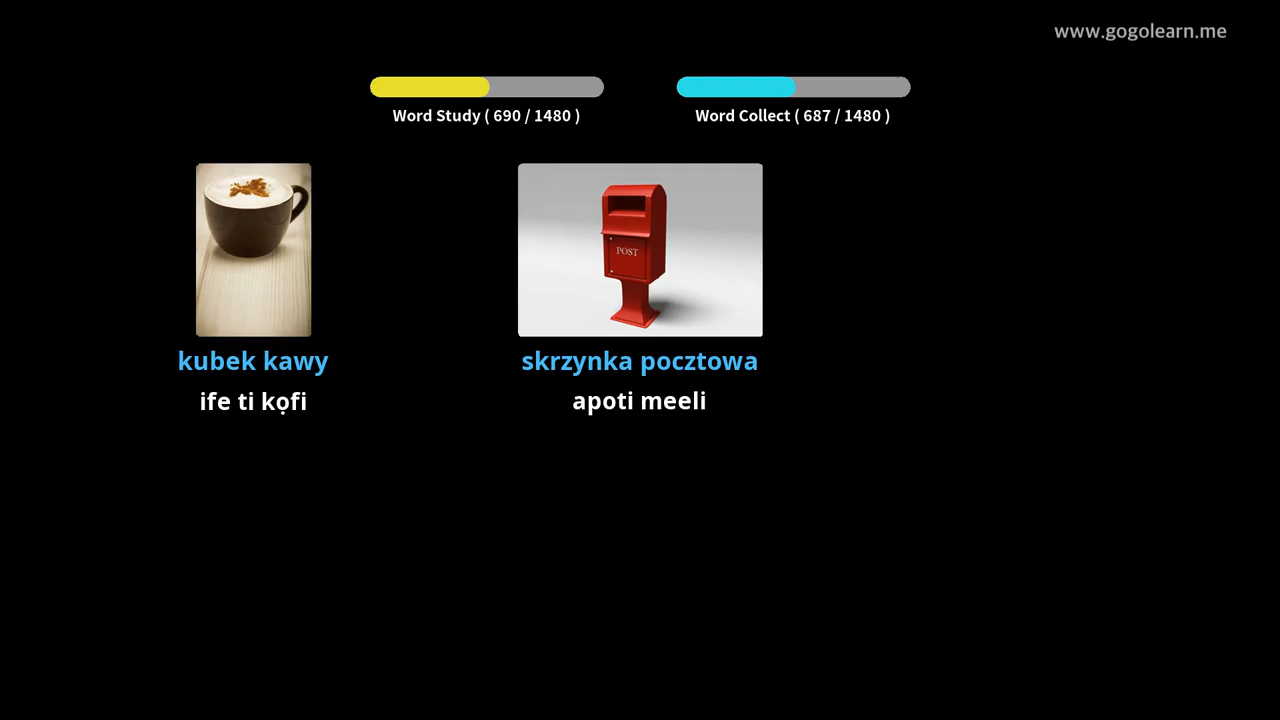 www.gogolearn.me
Word Study ( 690 / 1480 )
Word Collect ( 687 / 1480 )
POST
kubek kawy
skrzynka pocztowa
ife ti kọfi
apoti meeli